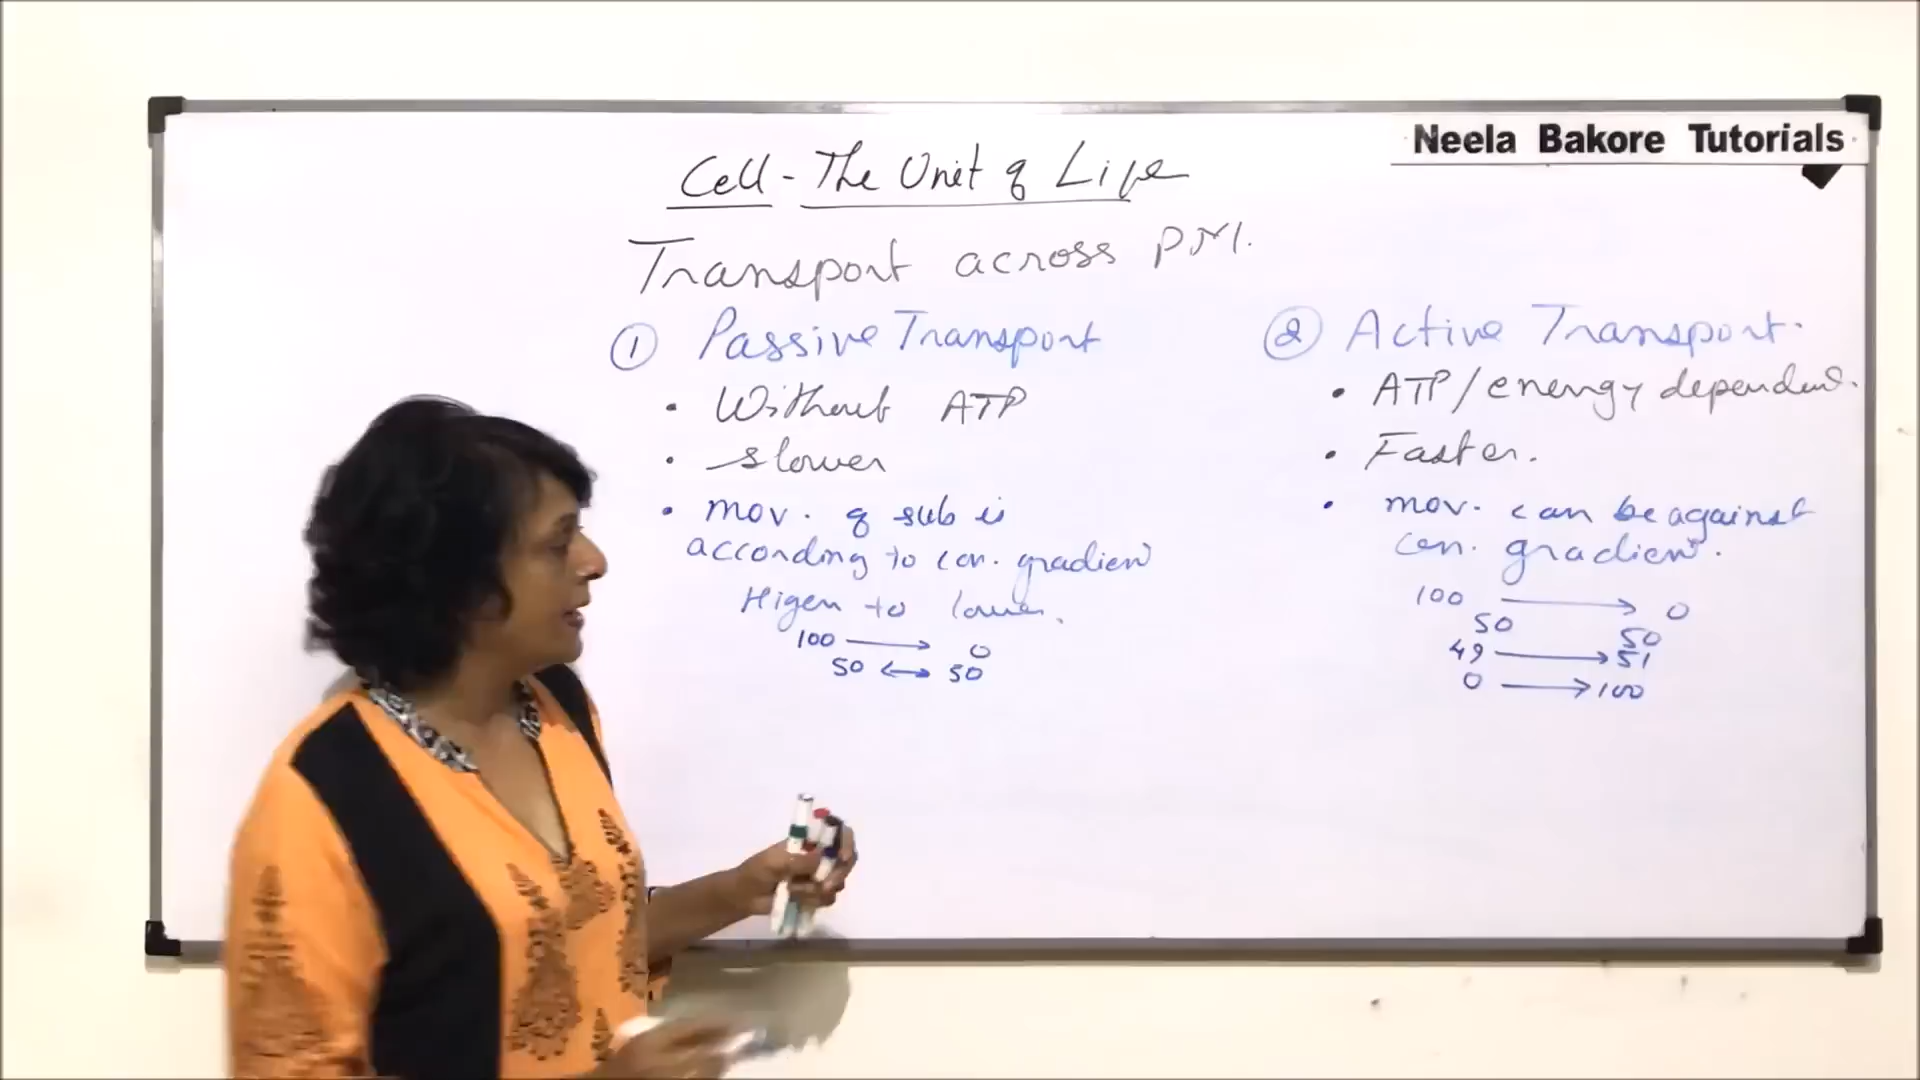 Neela Bakore Tutorials
Cell - The Unit of Life
Transport across PM.
① Passive Transport
• Without ATP
• slower
• mov. of sub is
according to con. gradien
Higer to lower.
100 → 0
50 ↔ 50
② Active Transport.
• ATP/energy dependent.
• Faster.
• mov. can be against
con. gradient.
100 → 0
50 50
49 → 51
0 → 100